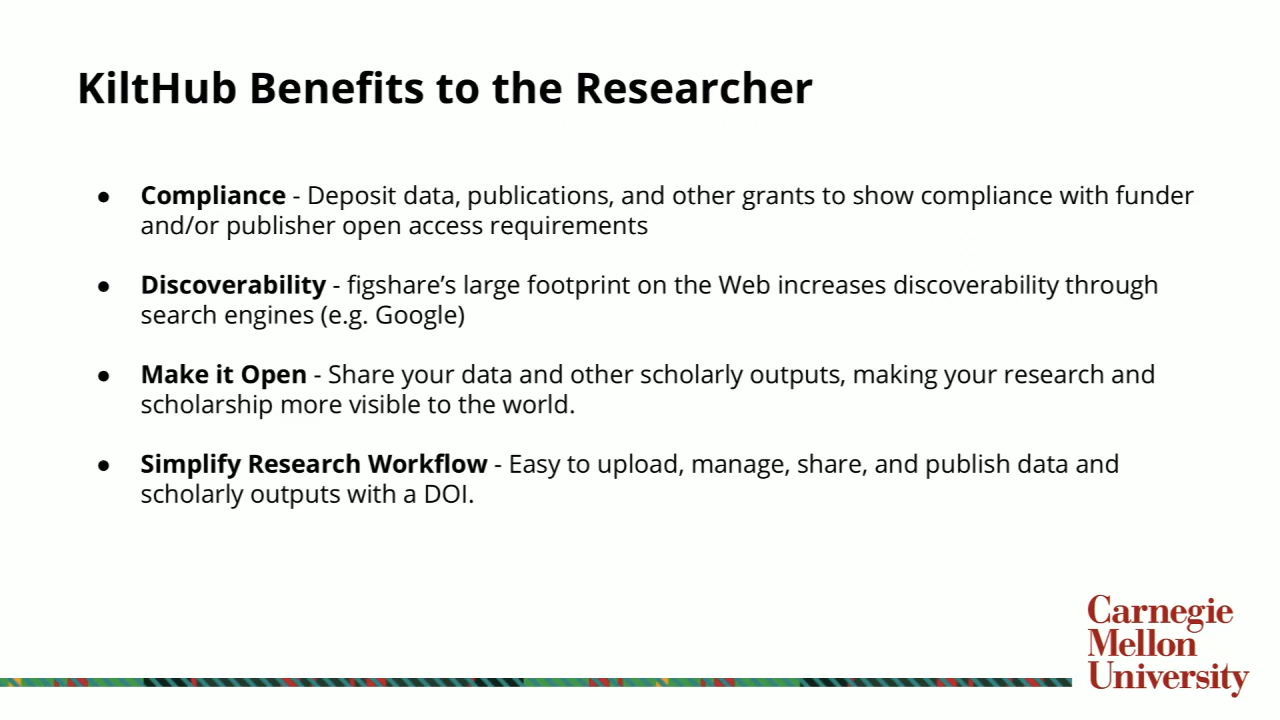 KiltHub Benefits to the Researcher
● Compliance - Deposit data, publications, and other grants to show compliance with funder
and/or publisher open access requirements
● Discoverability - figshare’s large footprint on the Web increases discoverability through
search engines (e.g. Google)
● Make it Open - Share your data and other scholarly outputs, making your research and
scholarship more visible to the world.
● Simplify Research Workflow - Easy to upload, manage, share, and publish data and
scholarly outputs with a DOI.
Carnegie
Mellon
University